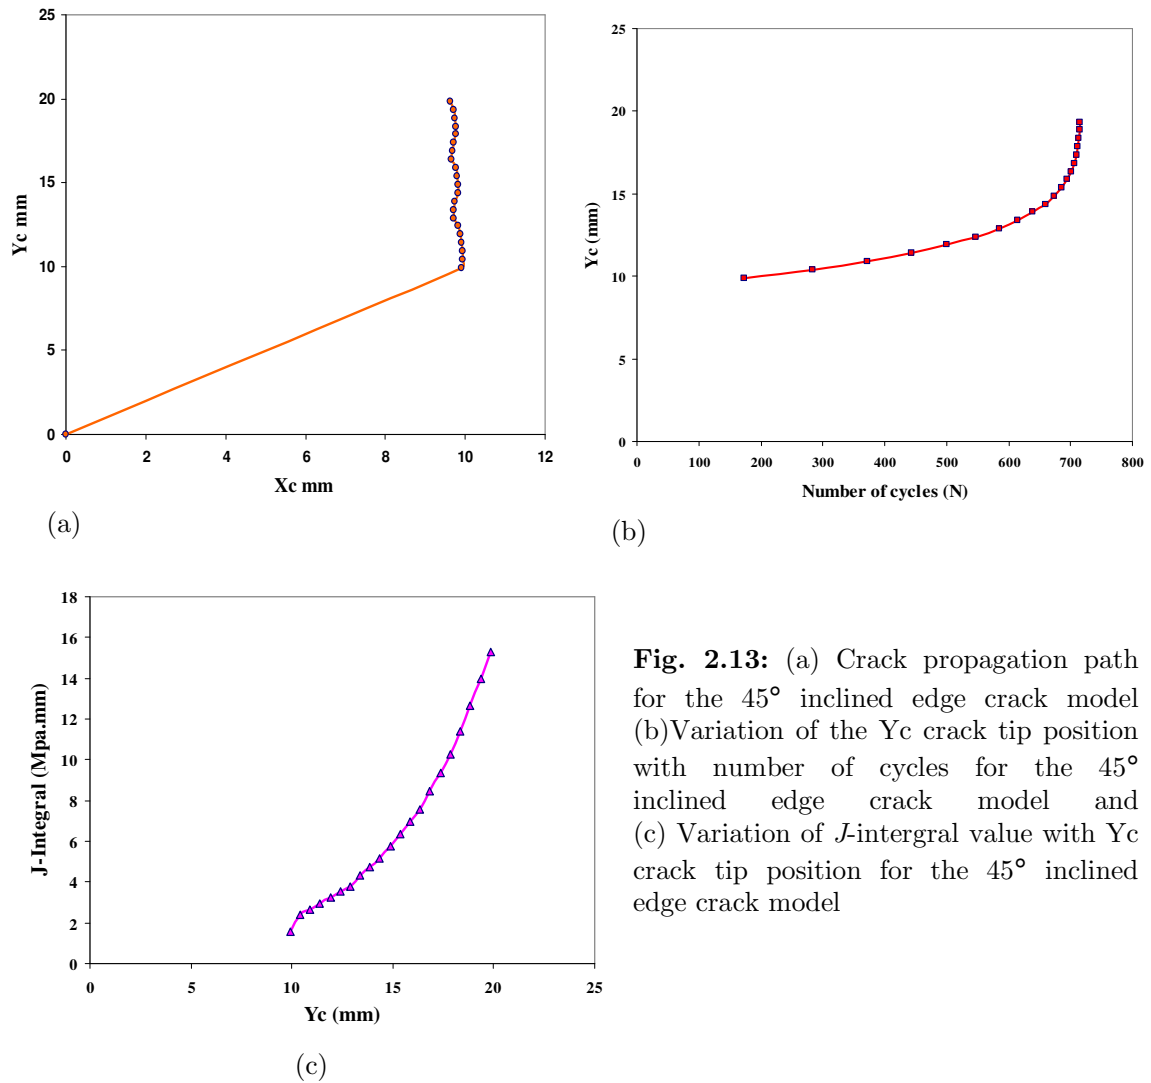 25
20
15
10
5
0
Yc mm
0 2 4 6 8 10 12
Xc mm
(a)
25
20
15
10
5
0
Yc (mm)
0 100 200 300 400 500 600 700 800
Number of cycles (N)
(b)
18
16
14
12
10
8
6
4
2
0
J-Integral (Mpa.mm)
0 5 10 15 20 25
Yc (mm)
(c)
Fig. 2.13: (a) Crack propagation path
for the 45° inclined edge crack model
(b)Variation of the Yc crack tip position
with number of cycles for the 45°
inclined edge crack model and
(c) Variation of J-intergral value with Yc
crack tip position for the 45° inclined
edge crack model